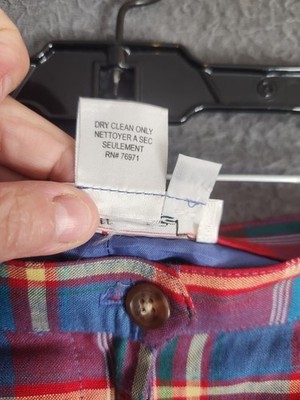 DRY CLEAN ONLY
NETTOYER A SEC
SEULEMENT
RN# 76971